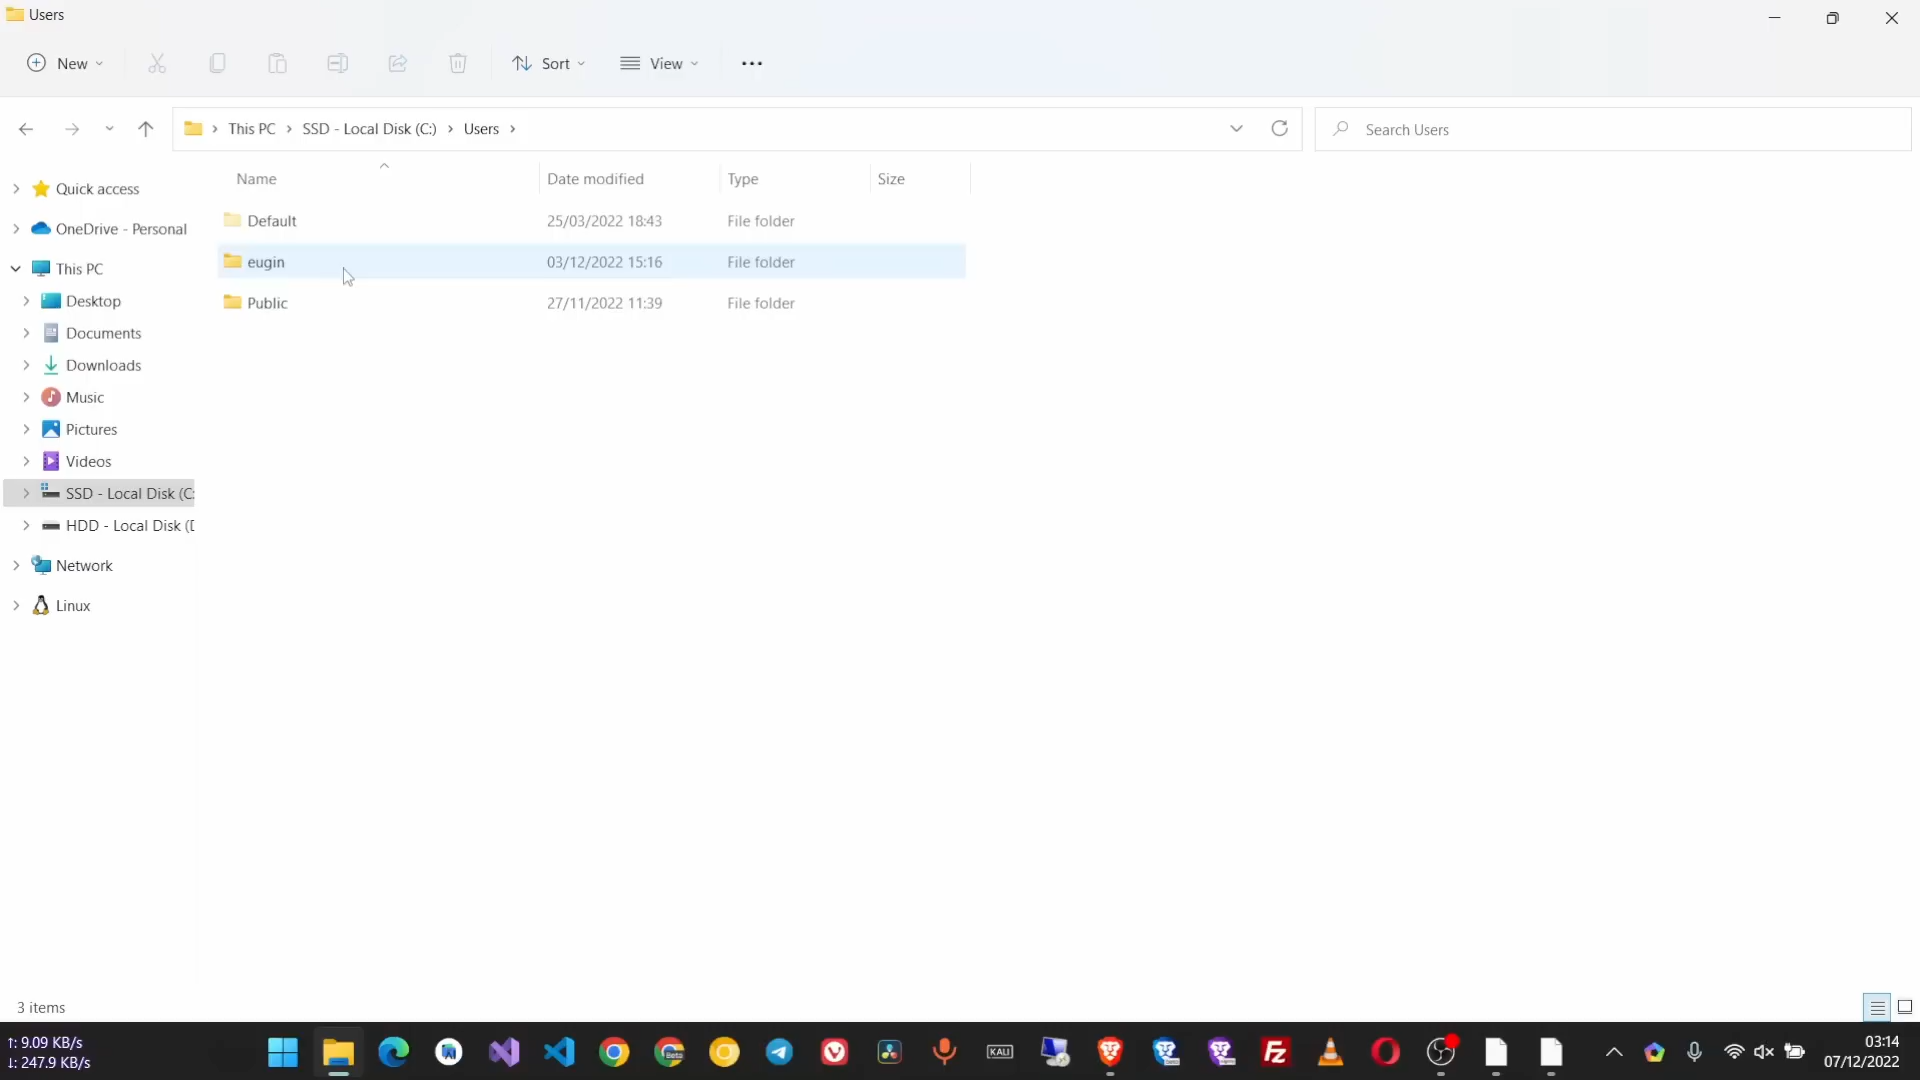 Users
New
Sort
View
This PC
SSD - Local Disk (C:)
Users
Search Users
Quick access
OneDrive - Personal
This PC
Desktop
Documents
Downloads
Music
Pictures
Videos
SSD - Local Disk (C:
HDD - Local Disk (D
Network
Linux
Name Date modified Type Size
Default 25/03/2022 18:43 File folder
eugin 03/12/2022 15:16 File folder
Public 27/11/2022 11:39 File folder
3 items
↑: 9.09 KB/s
↓: 247.9 KB/s
Beta
KALI
Fz
03:14
07/12/2022